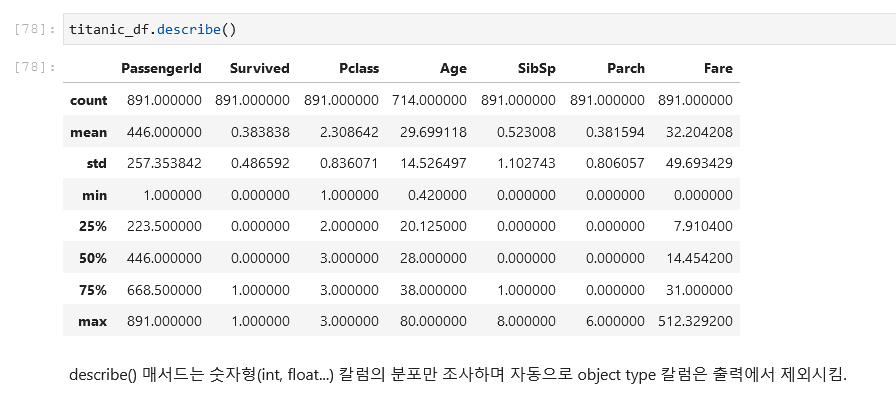 [78]: titanic_df.describe()
[78]: PassengerId Survived Pclass Age SibSp Parch Fare
count 891.000000 891.000000 891.000000 714.000000 891.000000 891.000000 891.000000
mean 446.000000 0.383838 2.308642 29.699118 0.523008 0.381594 32.204208
std 257.353842 0.486592 0.836071 14.526497 1.102743 0.806057 49.693429
min 1.000000 0.000000 1.000000 0.420000 0.000000 0.000000 0.000000
25% 223.500000 0.000000 2.000000 20.125000 0.000000 0.000000 7.910400
50% 446.000000 0.000000 3.000000 28.000000 0.000000 0.000000 14.454200
75% 668.500000 1.000000 3.000000 38.000000 1.000000 0.000000 31.000000
max 891.000000 1.000000 3.000000 80.000000 8.000000 6.000000 512.329200
describe() 매서드는 숫자형(int, float...) 칼럼의 분포만 조사하며 자동으로 object type 칼럼은 출력에서 제외시킴.